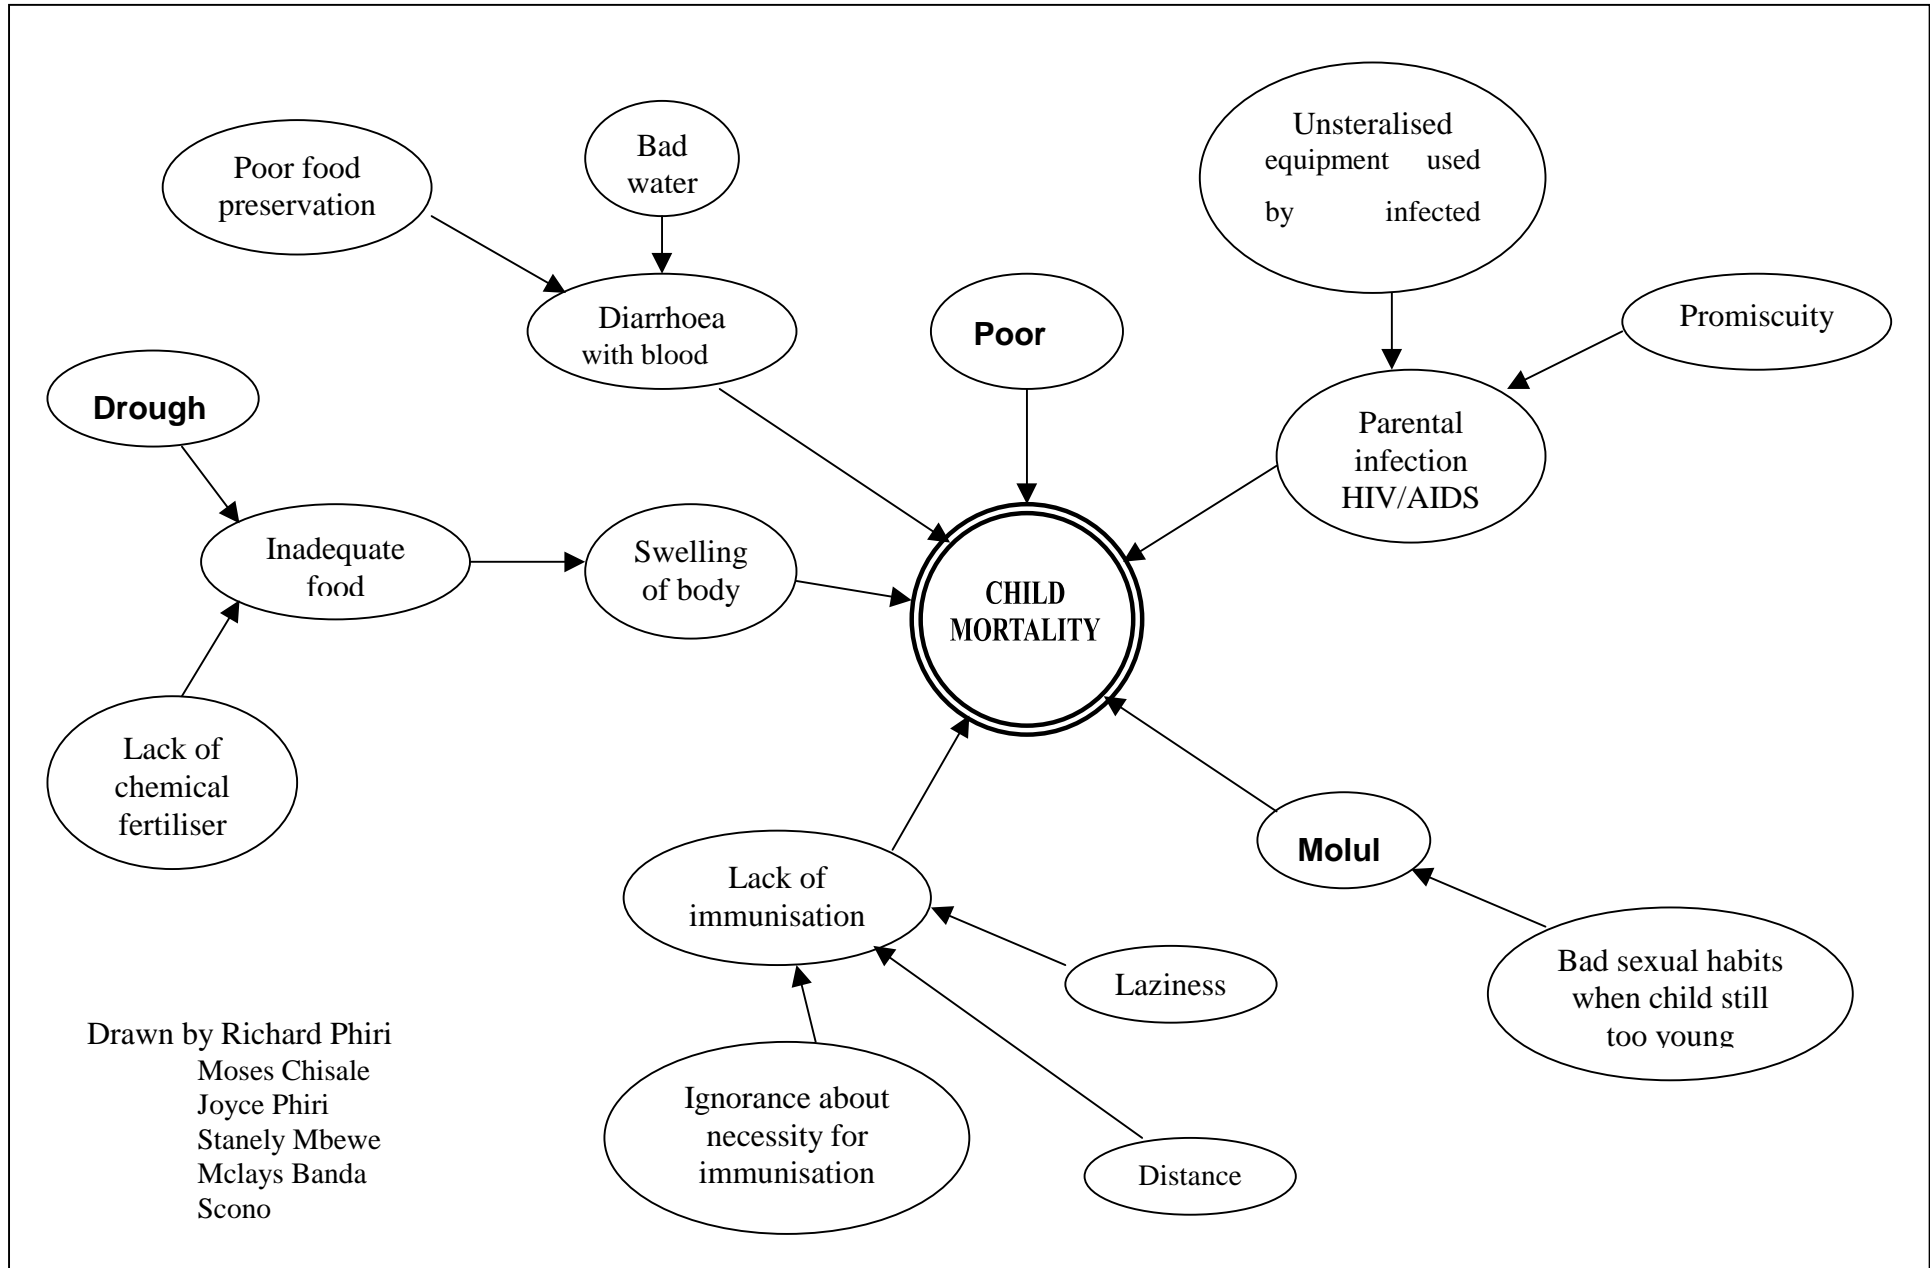 Unsteralised
equipment used
by infected
Bad
water
Poor food
preservation
Promiscuity
Diarrhoea
with blood
Poor
Drough
Parental
infection
HIV/AIDS
Inadequate
food
Swelling
of body
CHILD
MORTALITY
Lack of
chemical
fertiliser
Molul
Lack of
immunisation
Bad sexual habits
when child still
too young
Laziness
Drawn by Richard Phiri
Moses Chisale
Joyce Phiri
Stanely Mbewe
Mclays Banda
Scono
Ignorance about
necessity for
immunisation
Distance